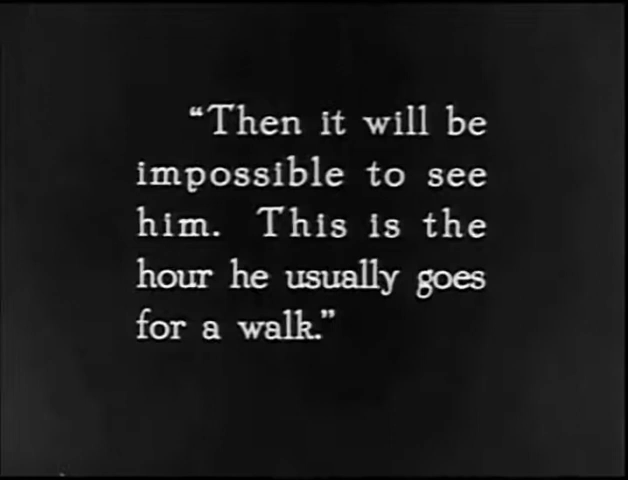 “Then it will be
impossible to see
him. This is the
hour he usually goes
for a walk.”